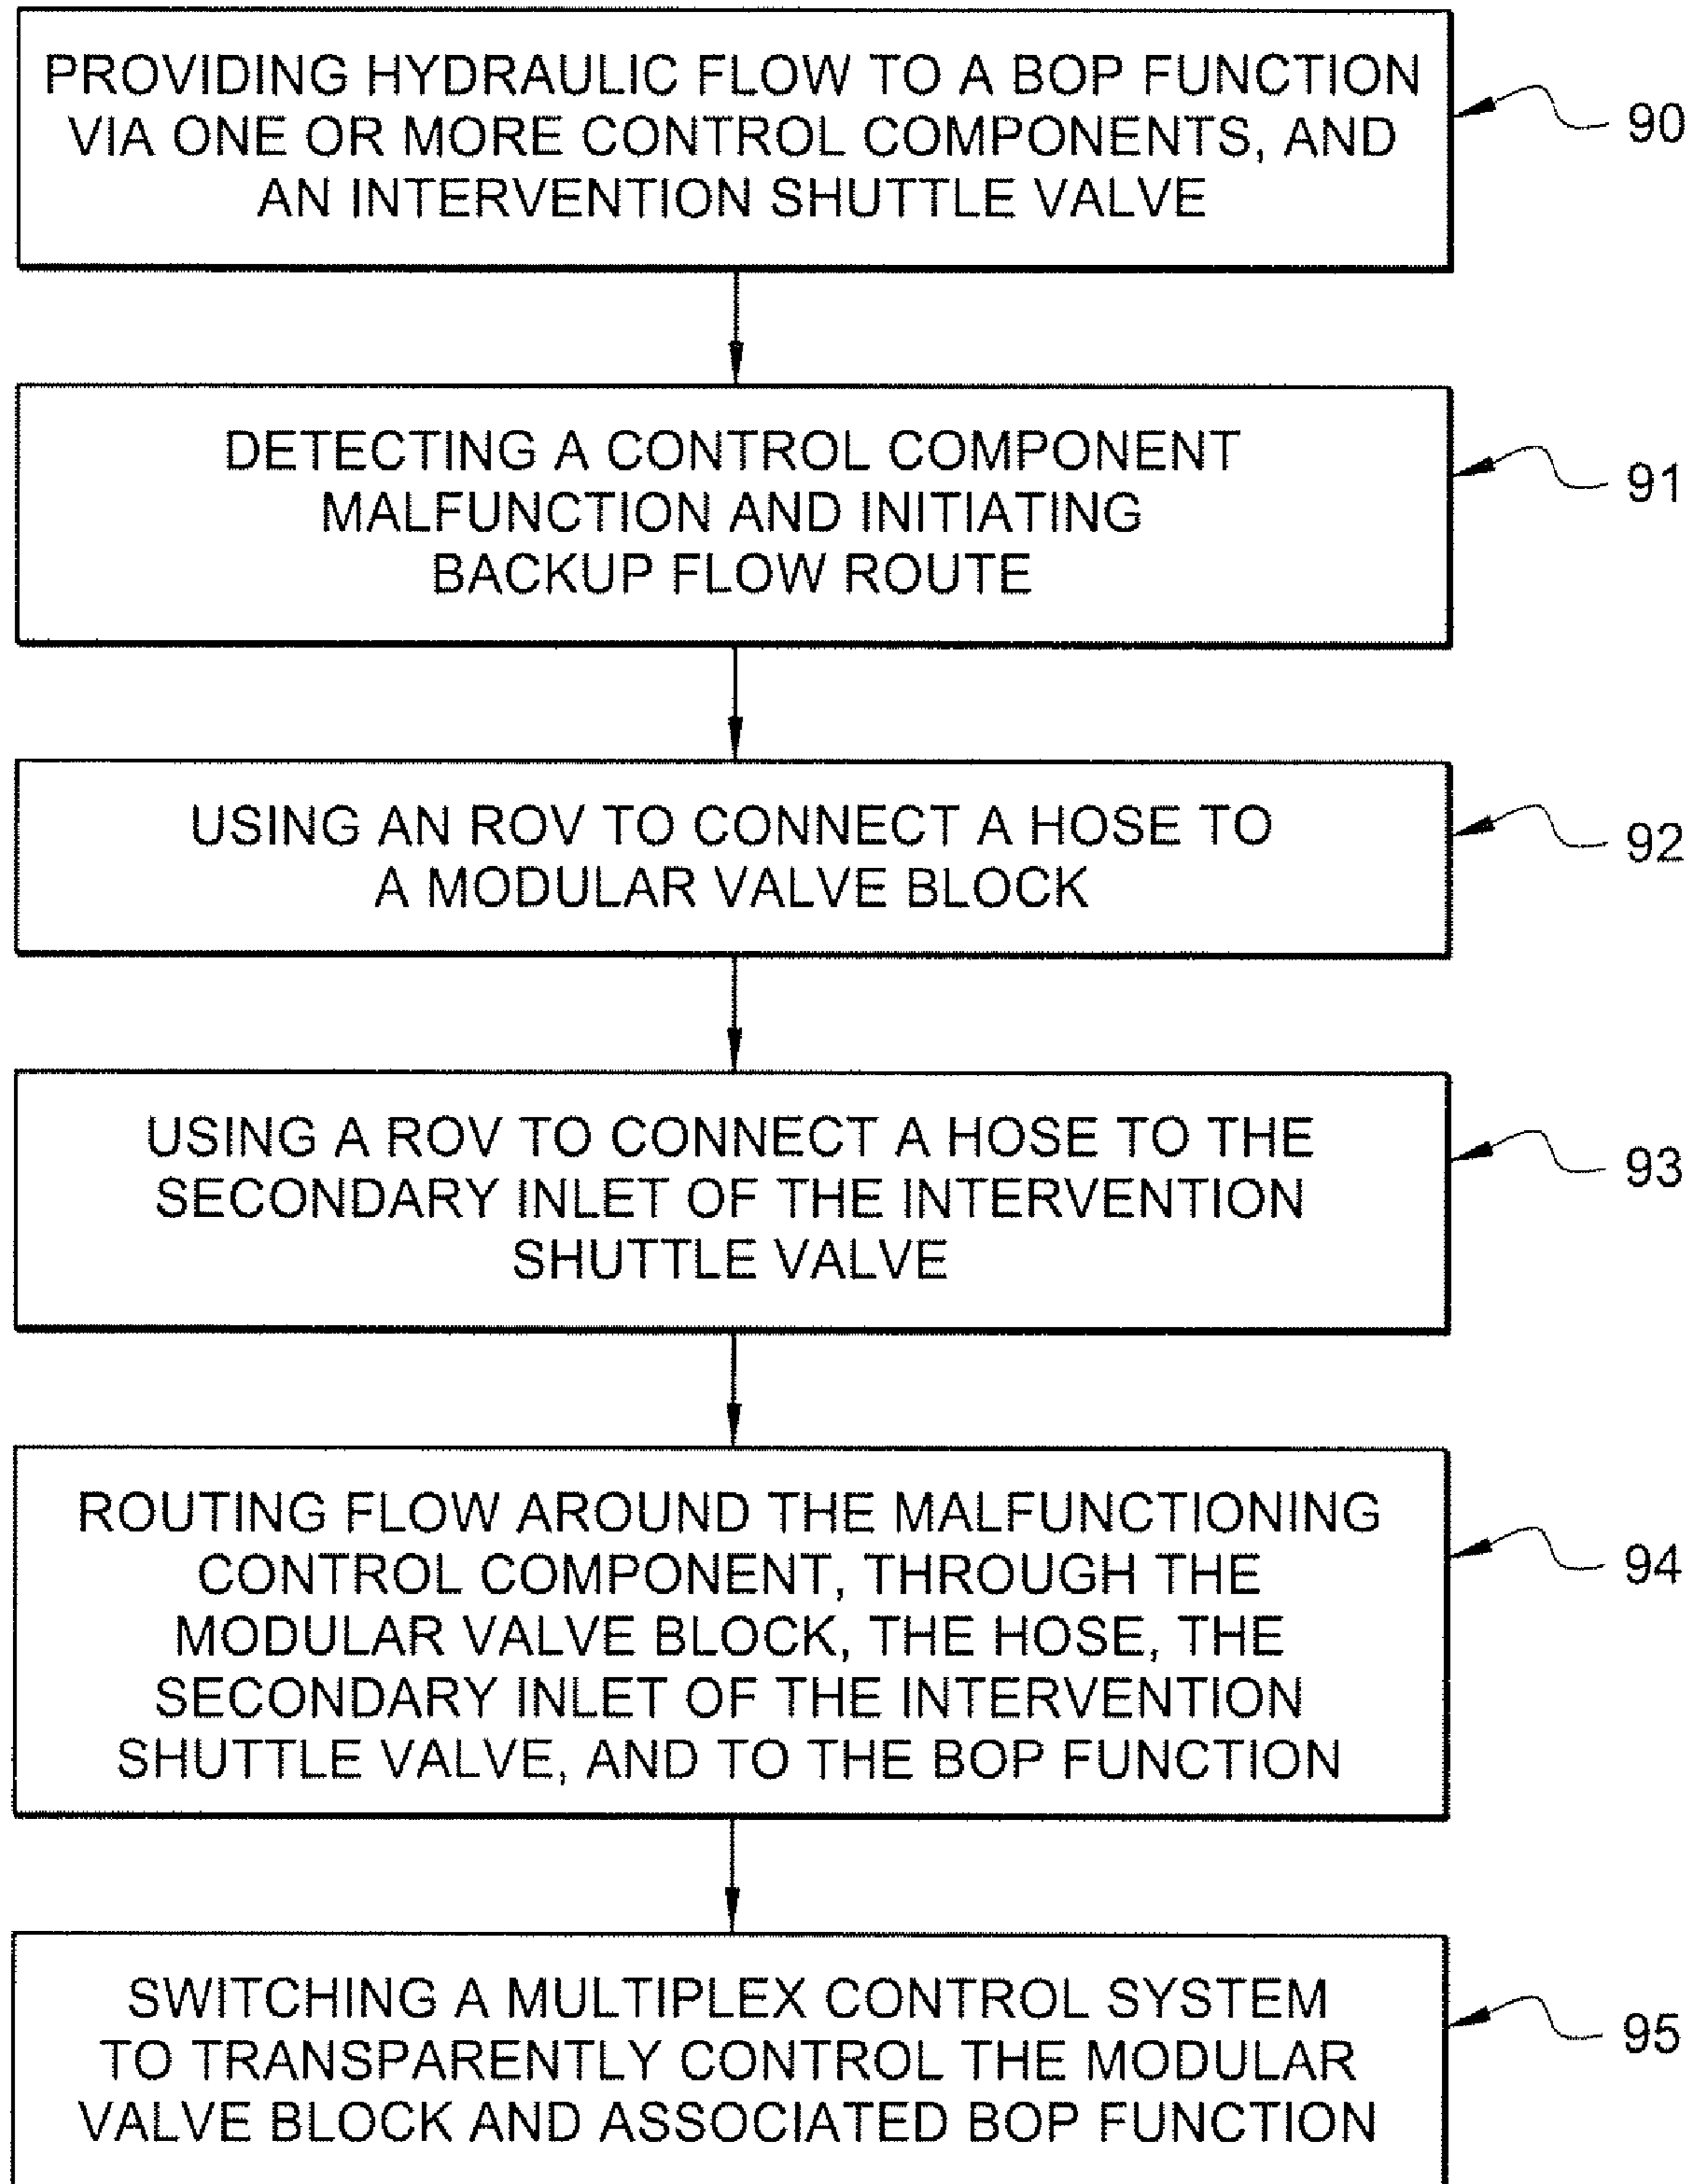 PROVIDING HYDRAULIC FLOW TO A BOP FUNCTION
VIA ONE OR MORE CONTROL COMPONENTS, AND
AN INTERVENTION SHUTTLE VALVE
90
DETECTING A CONTROL COMPONENT
MALFUNCTION AND INITIATING
BACKUP FLOW ROUTE
91
USING AN ROV TO CONNECT A HOSE TO
A MODULAR VALVE BLOCK
92
USING A ROV TO CONNECT A HOSE TO THE
SECONDARY INLET OF THE INTERVENTION
SHUTTLE VALVE
93
ROUTING FLOW AROUND THE MALFUNCTIONING
CONTROL COMPONENT, THROUGH THE
MODULAR VALVE BLOCK, THE HOSE, THE
SECONDARY INLET OF THE INTERVENTION
SHUTTLE VALVE, AND TO THE BOP FUNCTION
94
SWITCHING A MULTIPLEX CONTROL SYSTEM
TO TRANSPARENTLY CONTROL THE MODULAR
VALVE BLOCK AND ASSOCIATED BOP FUNCTION
95